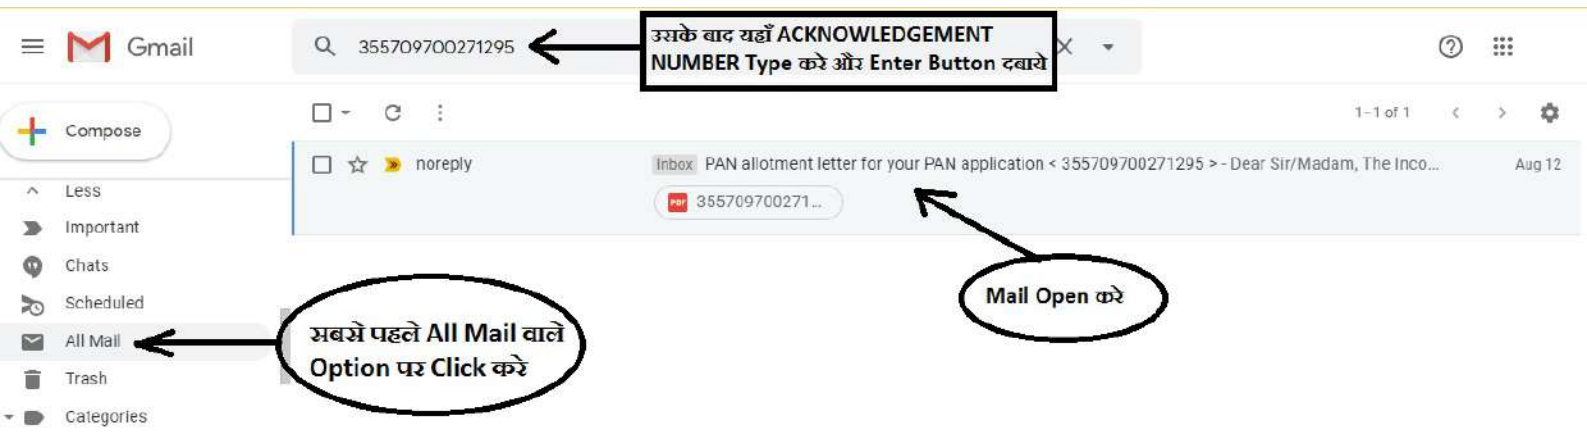 Gmail
355709700271295
उसके बाद यहाँ ACKNOWLEDGEMENT
NUMBER Type करे और Enter Button दबाये
Compose
1-1 of 1
noreply
Inbox PAN allotment letter for your PAN application < 355709700271295 > - Dear Sir/Madam, The Inco...
Aug 12
PDF 355709700271...
Less
Important
Chats
Scheduled
All Mail
Trash
Categories
सबसे पहले All Mail वाले
Option पर Click करे
Mail Open करे